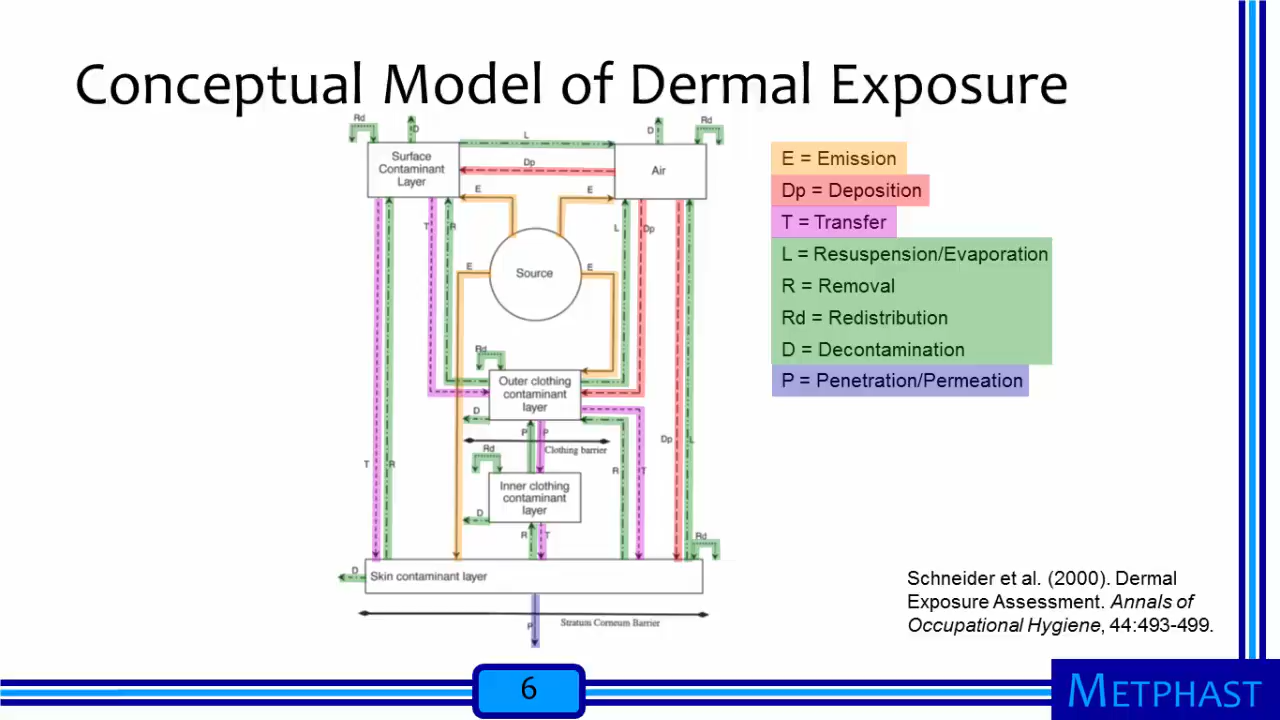 Conceptual Model of Dermal Exposure
Rd
D
L
D
Rd
Surface
Contaminant
Layer
Dp
Air
E
E
T
R
L
Dp
E
Source
E
Rd
Outer clothing
contaminant
layer
D
P
P
Clothing barrier
Rd
Inner clothing
contaminant
layer
D
T
R
R
T
Dp
L
R
T
Rd
D
Skin contaminant layer
P
Stratum Corneum Barrier
E = Emission
Dp = Deposition
T = Transfer
L = Resuspension/Evaporation
R = Removal
Rd = Redistribution
D = Decontamination
P = Penetration/Permeation
Schneider et al. (2000). Dermal
Exposure Assessment. Annals of
Occupational Hygiene, 44:493-499.
6
METPHAST